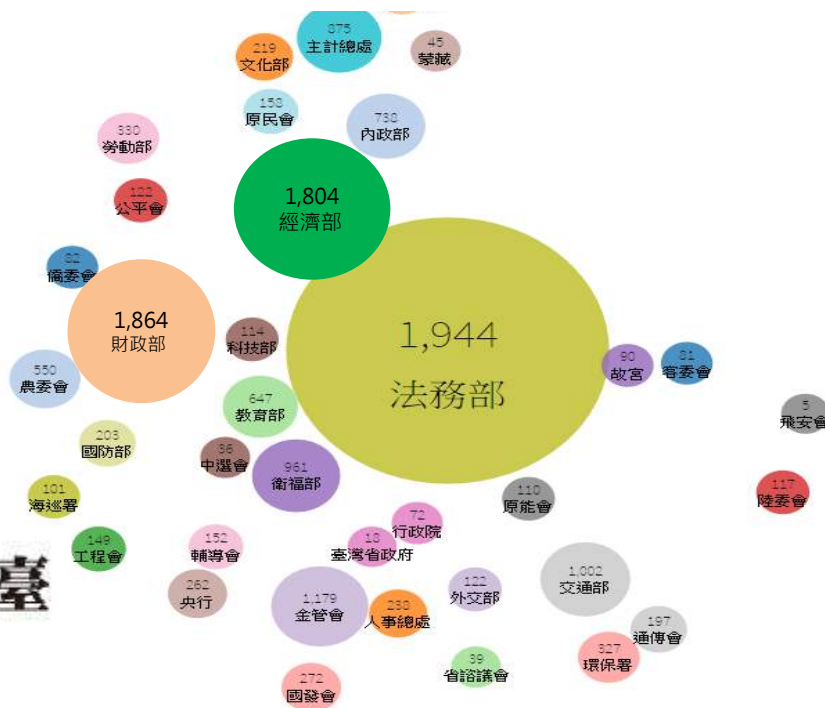 875
主計總處
45
蒙藏
219
文化部
158
原民會
738
內政部
330
勞動部
122
公平會
1,804
經濟部
82
僑委會
1,864
財政部
114
科技部
1,944
法務部
90
故宮
81
客委會
550
農委會
647
教育部
5
飛安會
203
國防部
36
中選會
961
衛福部
101
海巡署
110
原能會
117
陸委會
72
行政院
149
工程會
152
輔導會
18
臺灣省政府
臺
262
央行
1,179
金管會
238
人事總處
122
外交部
1,002
交通部
197
通傳會
39
省諮議會
327
環保署
272
國發會